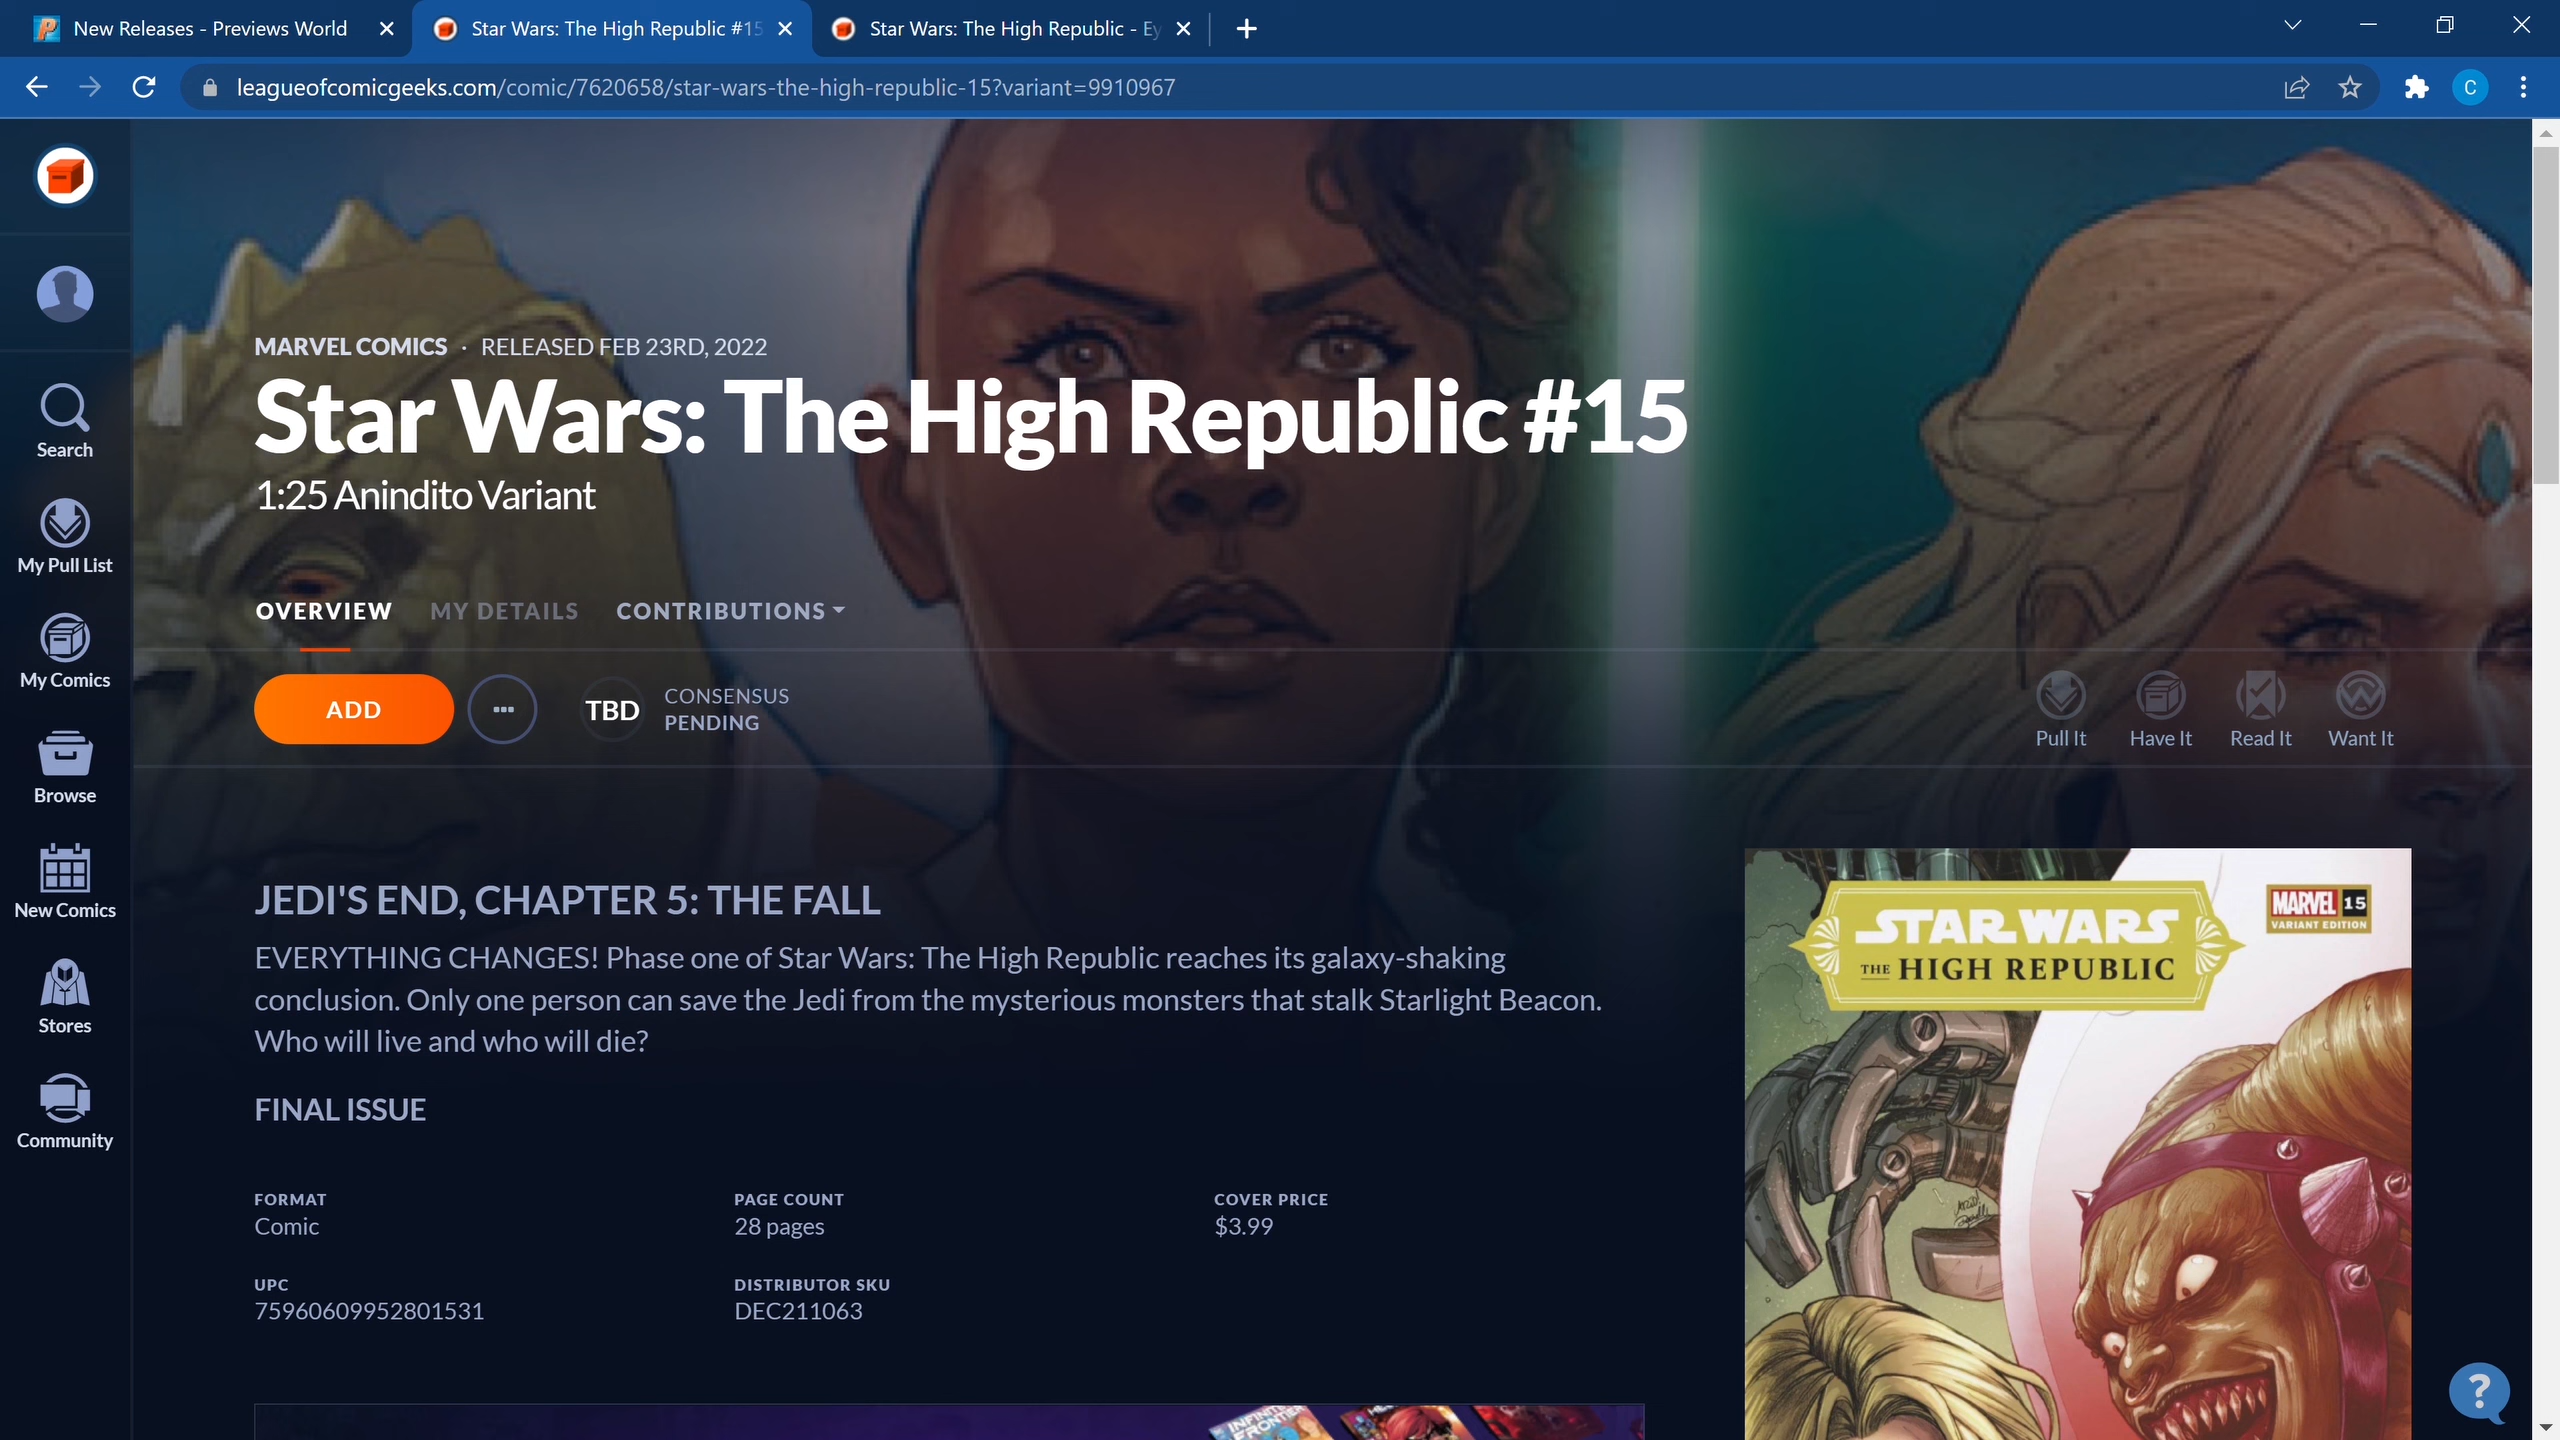 New Releases - Previews World
Star Wars: The High Republic #15
Star Wars: The High Republic - Ey
leagueofcomicgeeks.com/comic/7620658/star-wars-the-high-republic-15?variant=9910967
C
Search
My Pull List
My Comics
Browse
New Comics
Stores
Community
MARVEL COMICS · RELEASED FEB 23RD, 2022
Star Wars: The High Republic #15
1:25 Anindito Variant
OVERVIEW MY DETAILS CONTRIBUTIONS
ADD
TBD
CONSENSUS
PENDING
Pull It Have It Read It Want It
JEDI'S END, CHAPTER 5: THE FALL
EVERYTHING CHANGES! Phase one of Star Wars: The High Republic reaches its galaxy-shaking
conclusion. Only one person can save the Jedi from the mysterious monsters that stalk Starlight Beacon.
Who will live and who will die?
FINAL ISSUE
FORMAT
Comic
PAGE COUNT
28 pages
COVER PRICE
$3.99
UPC
75960609952801531
DISTRIBUTOR SKU
DEC211063
STAR WARS
THE HIGH REPUBLIC
MARVEL 15
VARIANT EDITION
INFINITE
FRONTIER
?